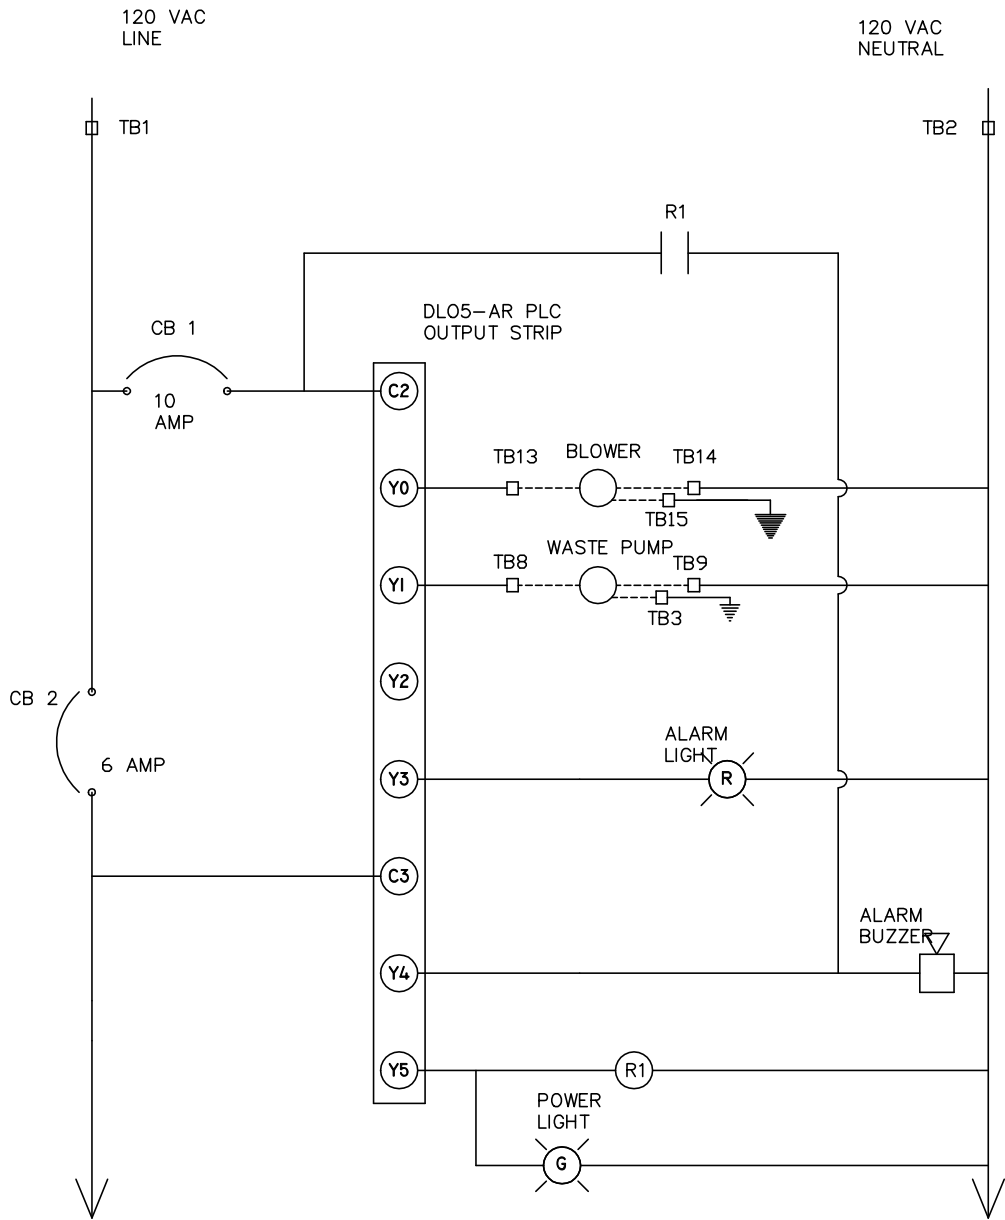 120 VAC
LINE
120 VAC
NEUTRAL
TB1
TB2
R1
DL05-AR PLC
OUTPUT STRIP
CB 1
10
AMP
C2
TB13
BLOWER
TB14
Y0
TB15
WASTE PUMP
TB8
TB9
Y1
TB3
Y2
CB 2
6 AMP
ALARM
LIGHT
Y3
R
C3
ALARM
BUZZER
Y4
Y5
R1
POWER
LIGHT
G